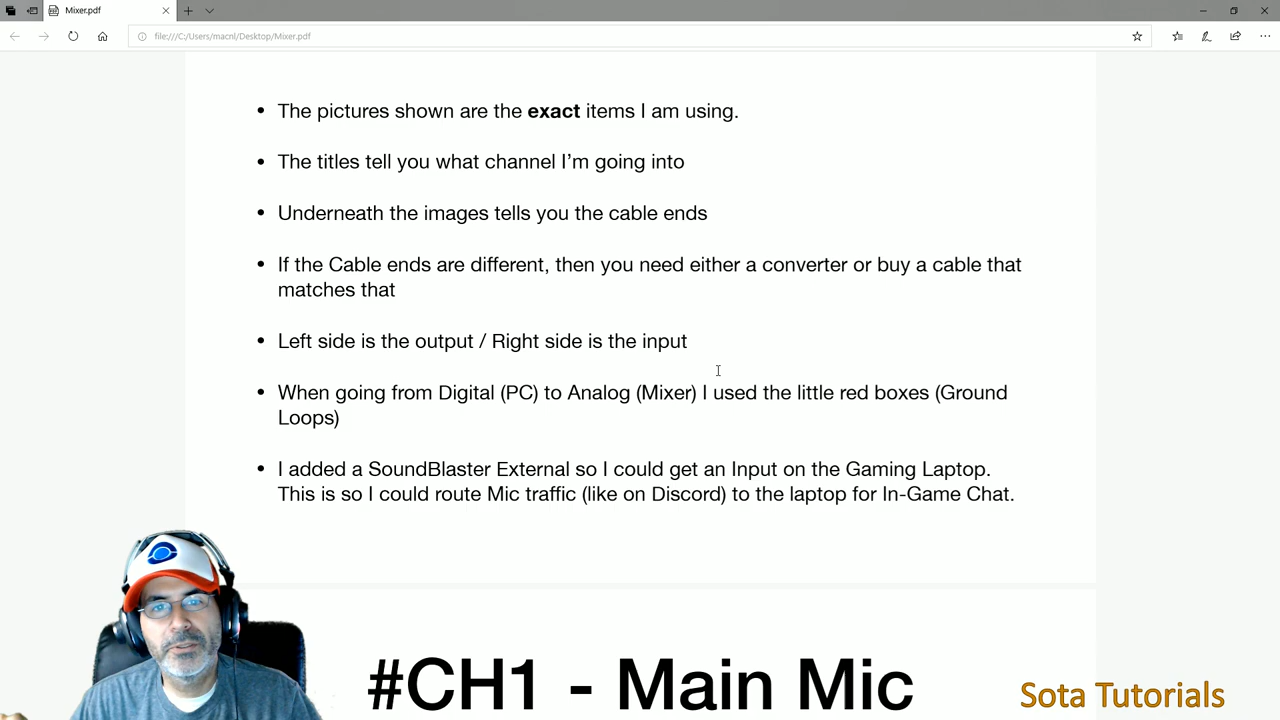 Mixer.pdf
file:///C:/Users/macnl/Desktop/Mixer.pdf
• The pictures shown are the exact items I am using.
• The titles tell you what channel I'm going into
• Underneath the images tells you the cable ends
• If the Cable ends are different, then you need either a converter or buy a cable that
matches that
• Left side is the output / Right side is the input
• When going from Digital (PC) to Analog (Mixer) I used the little red boxes (Ground
Loops)
• I added a SoundBlaster External so I could get an Input on the Gaming Laptop.
This is so I could route Mic traffic (like on Discord) to the laptop for In-Game Chat.
#CH1 - Main Mic
Sota Tutorials